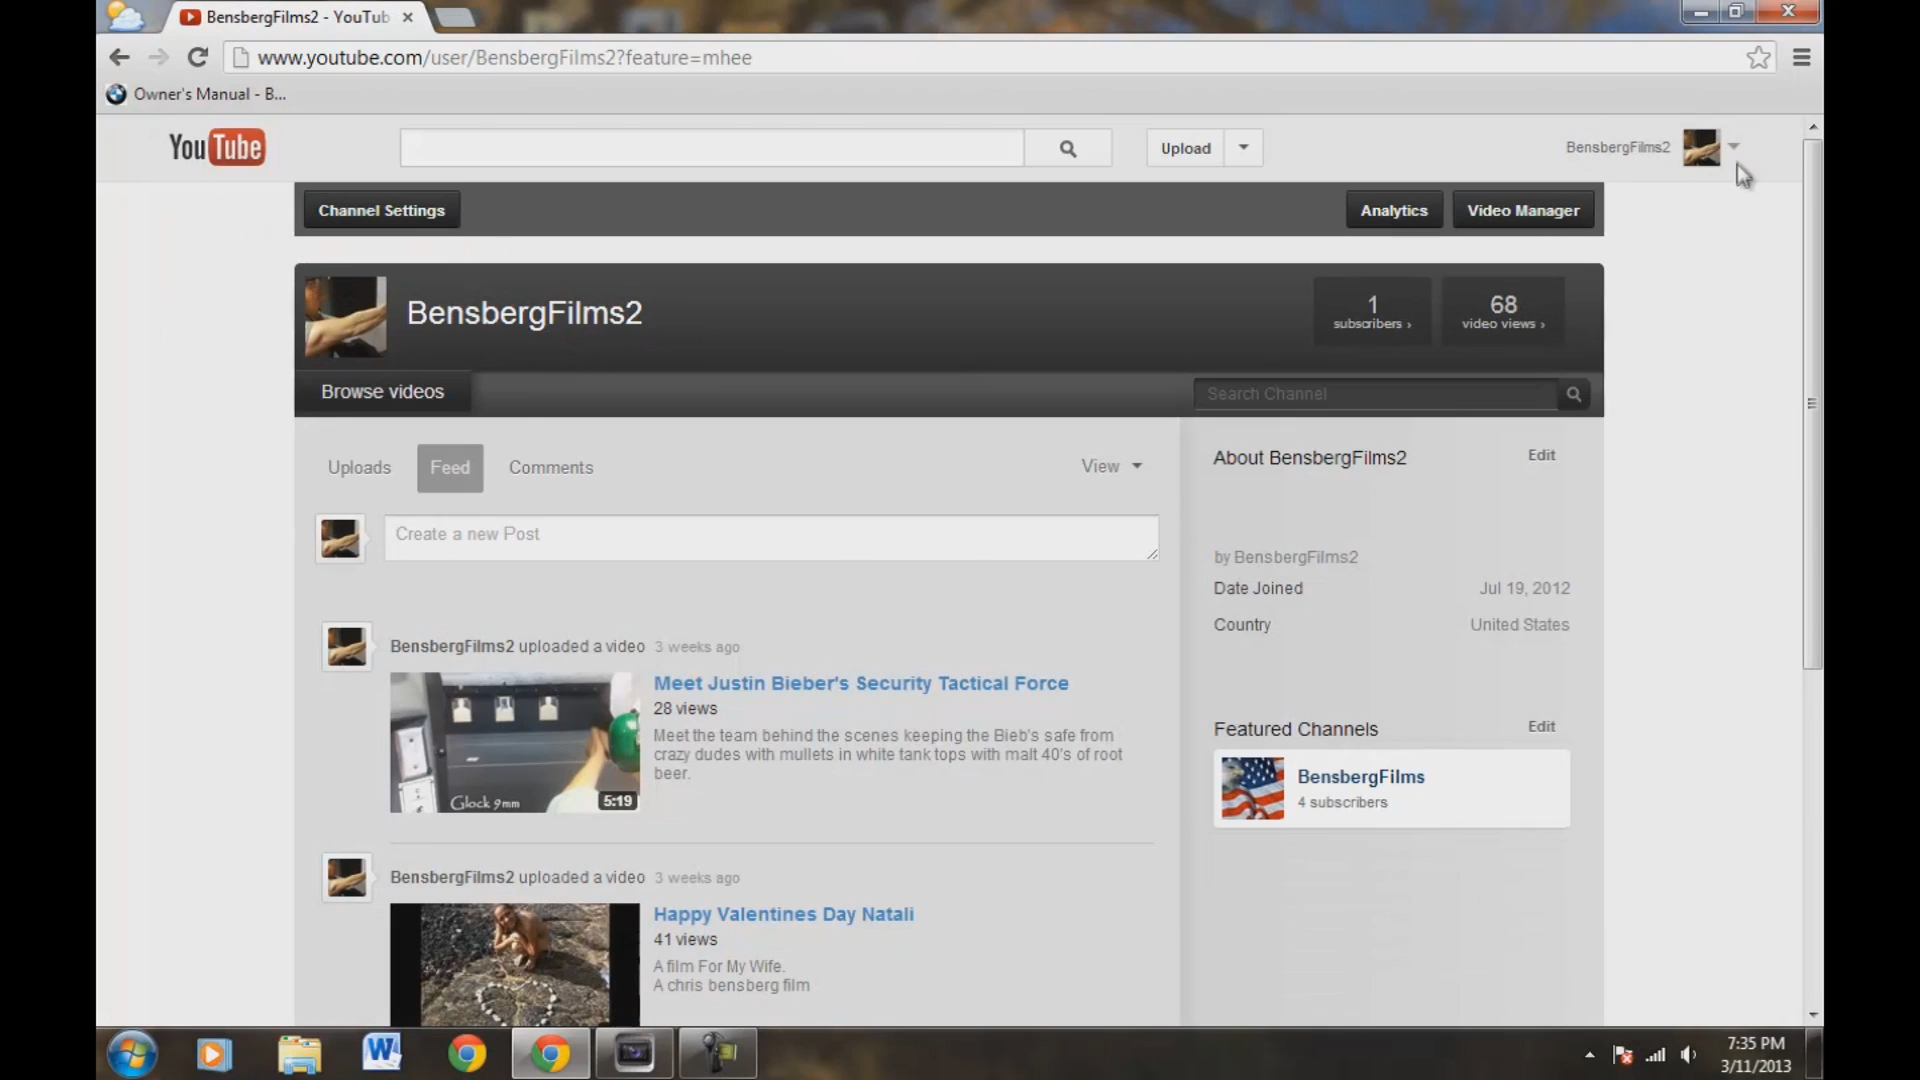 BensbergFilms2 - YouTub
www.youtube.com/user/BensbergFilms2?feature=mhee
Owner's Manual - B...
YouTube
Upload
BensbergFilms2
Channel Settings
Analytics
Video Manager
BensbergFilms2
1
subscribers ›
68
video views ›
Browse videos
Search Channel
Uploads
Feed
Comments
View
Create a new Post
BensbergFilms2 uploaded a video 3 weeks ago
Meet Justin Bieber's Security Tactical Force
28 views
Meet the team behind the scenes keeping the Bieb's safe from
crazy dudes with mullets in white tank tops with malt 40's of root
beer.
Glock 9mm
5:19
BensbergFilms2 uploaded a video 3 weeks ago
Happy Valentines Day Natali
41 views
A film For My Wife.
A chris bensberg film
About BensbergFilms2
Edit
by BensbergFilms2
Date Joined
Jul 19, 2012
Country
United States
Featured Channels
Edit
BensbergFilms
4 subscribers
7:35 PM
3/11/2013